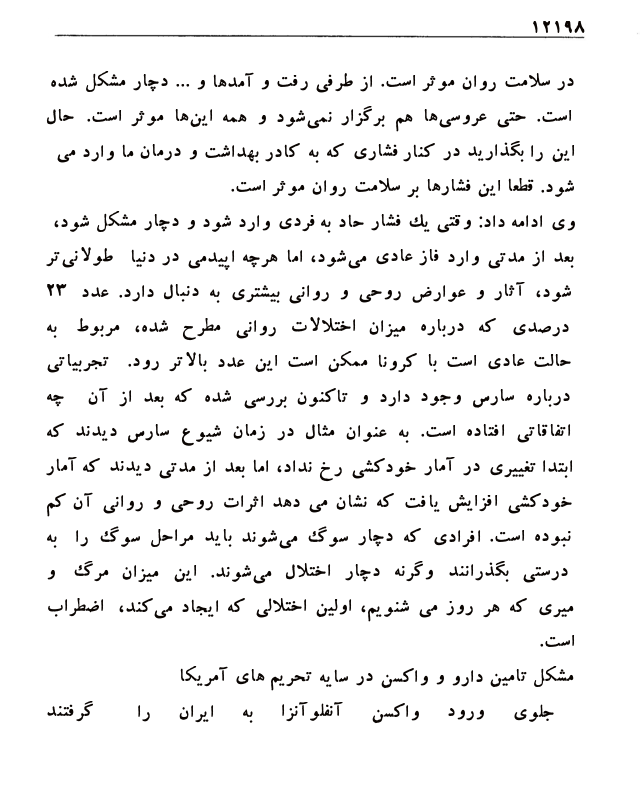 ۱۲۱۹۸
در سلامت روان موثر است. از طرفی رفت و آمدها و ... دچار مشکل شده
است. حتی عروسی‌ها هم برگزار نمی‌شود و همه این‌ها موثر است. حال
این را بگذارید در کنار فشاری که به کادر بهداشت و درمان ما وارد می
شود. قطعا این فشارها بر سلامت روان موثر است.
وی ادامه داد: وقتی یك فشار حاد به فردی وارد شود و دچار مشکل شود،
بعد از مدتی وارد فاز عادی می‌شود، اما هرچه اپیدمی در دنیا طولانی‌تر
شود، آثار و عوارض روحی و روانی بیشتری به دنبال دارد. عدد ۲۳
درصدی که درباره میزان اختلالات روانی مطرح شده، مربوط به
حالت عادی است با کرونا ممکن است این عدد بالاتر رود. تجربیاتی
درباره سارس وجود دارد و تاکنون بررسی شده که بعد از آن چه
اتفاقاتی افتاده است. به عنوان مثال در زمان شیوع سارس دیدند که
ابتدا تغییری در آمار خودکشی رخ نداد، اما بعد از مدتی دیدند که آمار
خودکشی افزایش یافت که نشان می دهد اثرات روحی و روانی آن کم
نبوده است. افرادی که دچار سوگ می‌شوند باید مراحل سوگ را به
درستی بگذرانند وگرنه دچار اختلال می‌شوند. این میزان مرگ و
میری که هر روز می شنویم، اولین اختلالی که ایجاد می‌کند، اضطراب
است.
مشکل تامین دارو و واکسن در سایه تحریم های آمریکا
جلوی ورود واکسن آنفلوآنزا به ایران را گرفتند